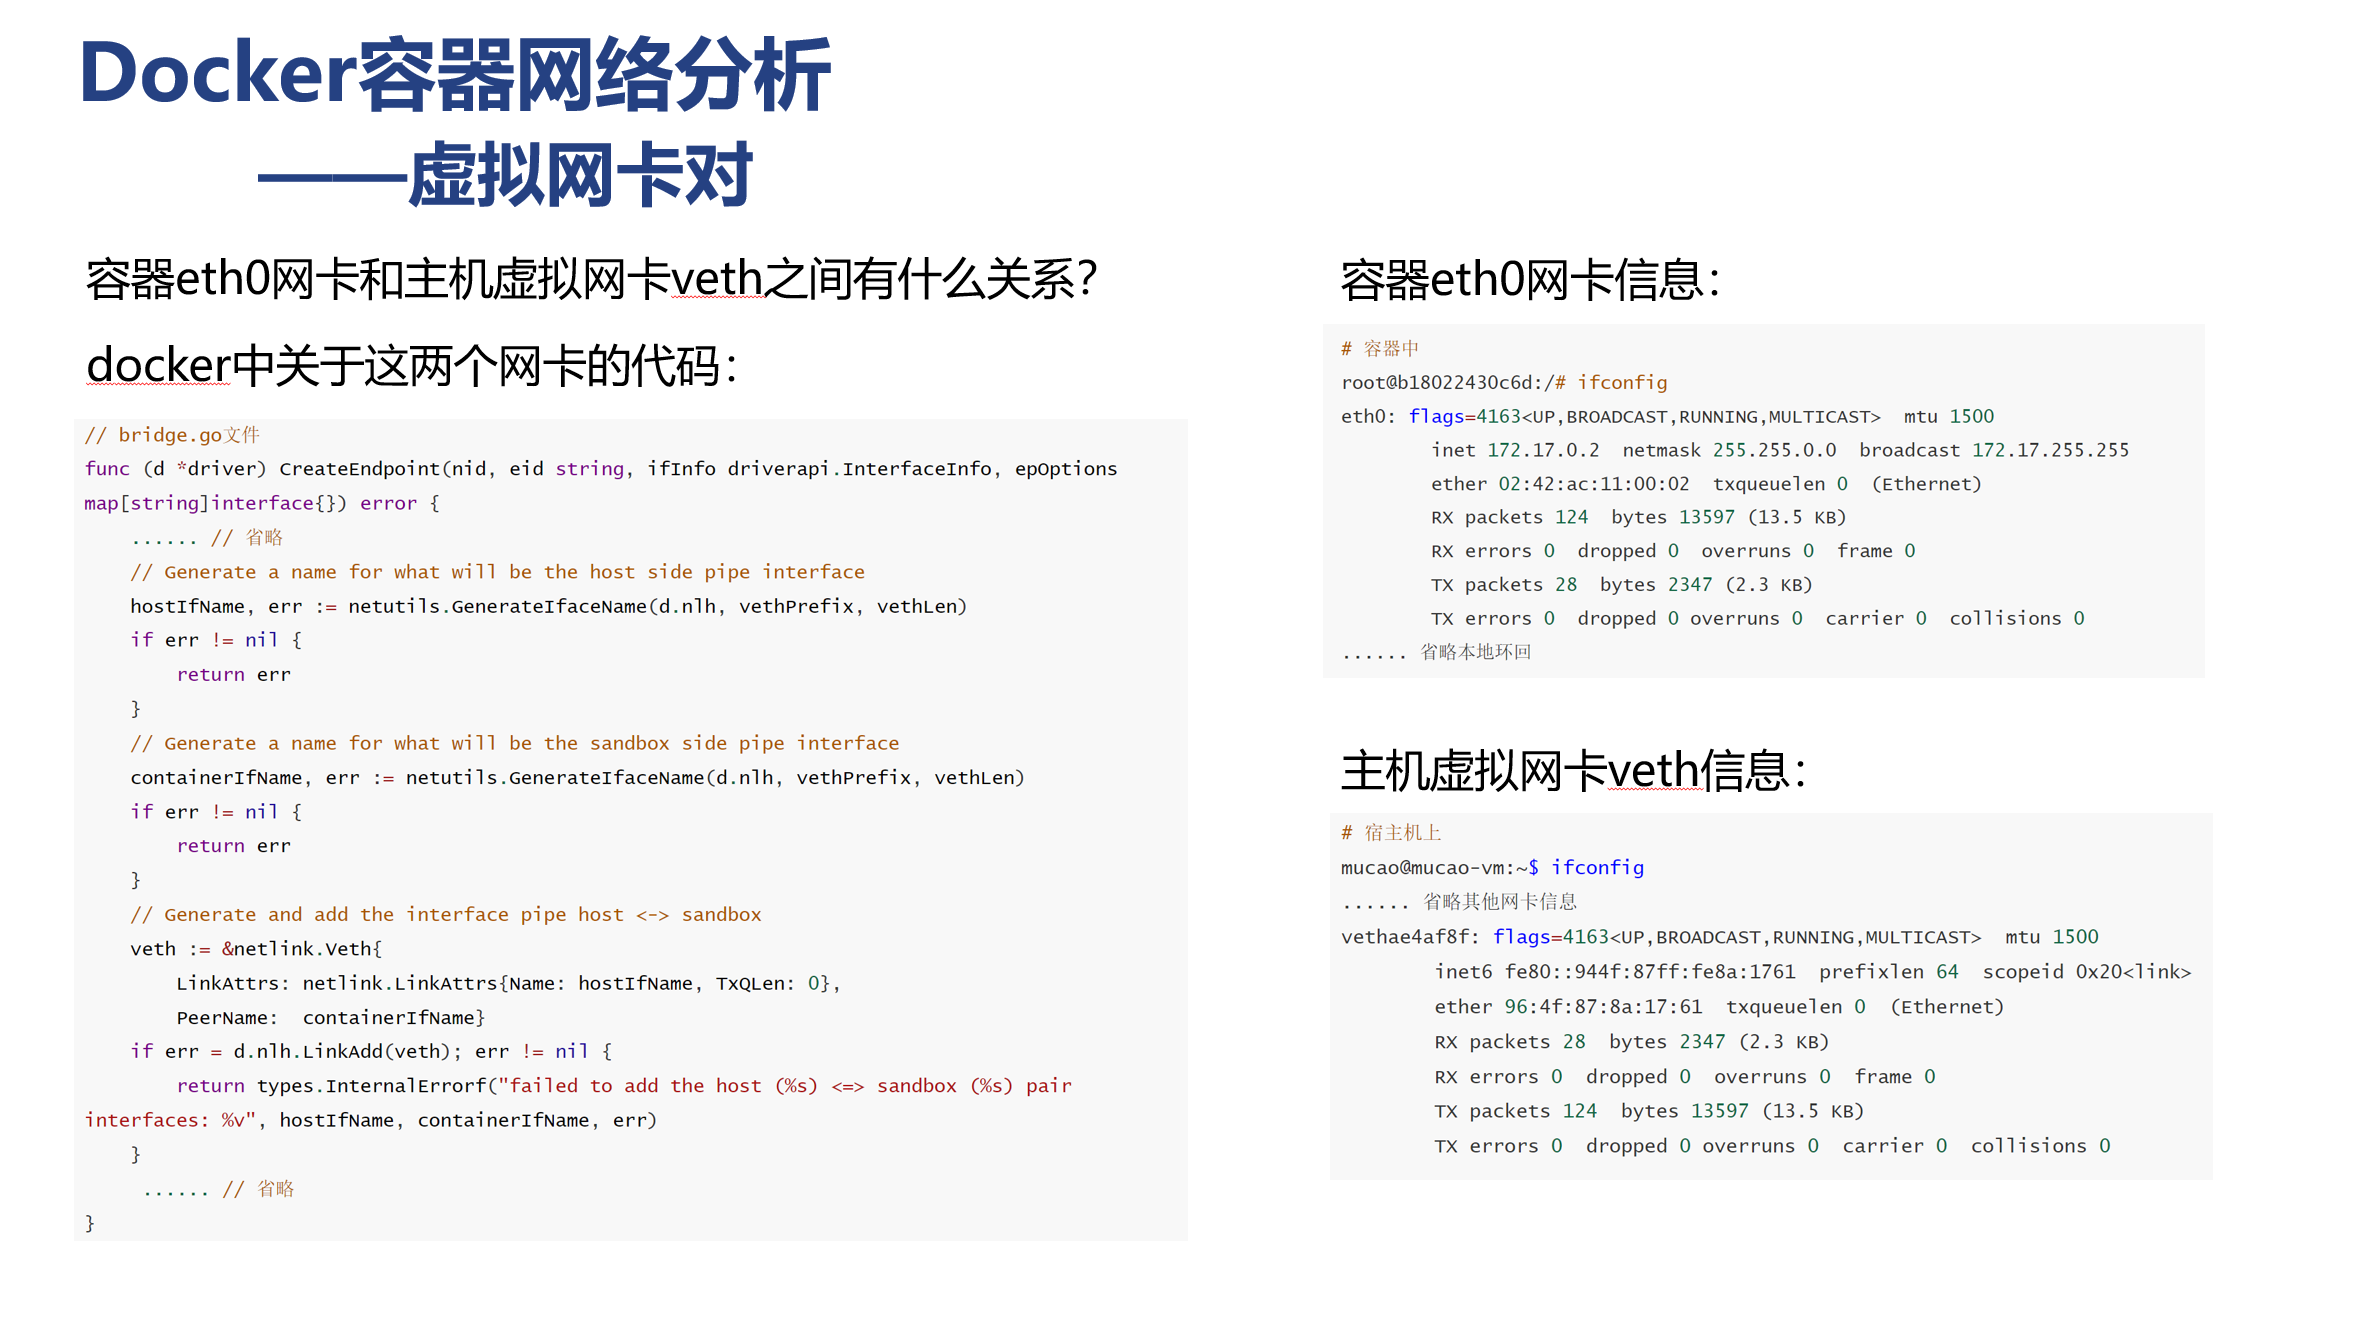 Docker容器网络分析
——虚拟网卡对
容器eth0网卡和主机虚拟网卡veth之间有什么关系？
docker中关于这两个网卡的代码：
// bridge.go文件
func (d *driver) CreateEndpoint(nid, eid string, ifInfo driverapi.InterfaceInfo, epOptions
map[string]interface{}) error {
    ...... // 省略
    // Generate a name for what will be the host side pipe interface
    hostIfName, err := netutils.GenerateIfaceName(d.nlh, vethPrefix, vethLen)
    if err != nil {
        return err
    }
    // Generate a name for what will be the sandbox side pipe interface
    containerIfName, err := netutils.GenerateIfaceName(d.nlh, vethPrefix, vethLen)
    if err != nil {
        return err
    }
    // Generate and add the interface pipe host <-> sandbox
    veth := &netlink.Veth{
        LinkAttrs: netlink.LinkAttrs{Name: hostIfName, TxQLen: 0},
        PeerName:  containerIfName}
    if err = d.nlh.LinkAdd(veth); err != nil {
        return types.InternalErrorf("failed to add the host (%s) <=> sandbox (%s) pair
interfaces: %v", hostIfName, containerIfName, err)
    }
     ...... // 省略
}
容器eth0网卡信息：
# 容器中
root@b18022430c6d:/# ifconfig
eth0: flags=4163<UP,BROADCAST,RUNNING,MULTICAST>  mtu 1500
        inet 172.17.0.2  netmask 255.255.0.0  broadcast 172.17.255.255
        ether 02:42:ac:11:00:02  txqueuelen 0  (Ethernet)
        RX packets 124  bytes 13597 (13.5 KB)
        RX errors 0  dropped 0  overruns 0  frame 0
        TX packets 28  bytes 2347 (2.3 KB)
        TX errors 0  dropped 0 overruns 0  carrier 0  collisions 0
...... 省略本地环回
主机虚拟网卡veth信息：
# 宿主机上
mucao@mucao-vm:~$ ifconfig
...... 省略其他网卡信息
vethae4af8f: flags=4163<UP,BROADCAST,RUNNING,MULTICAST>  mtu 1500
        inet6 fe80::944f:87ff:fe8a:1761  prefixlen 64  scopeid 0x20<link>
        ether 96:4f:87:8a:17:61  txqueuelen 0  (Ethernet)
        RX packets 28  bytes 2347 (2.3 KB)
        RX errors 0  dropped 0  overruns 0  frame 0
        TX packets 124  bytes 13597 (13.5 KB)
        TX errors 0  dropped 0 overruns 0  carrier 0  collisions 0